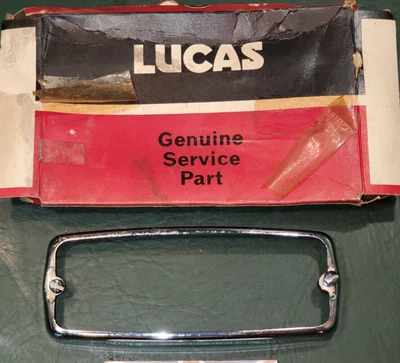 LUCAS
Genuine
Service
Part